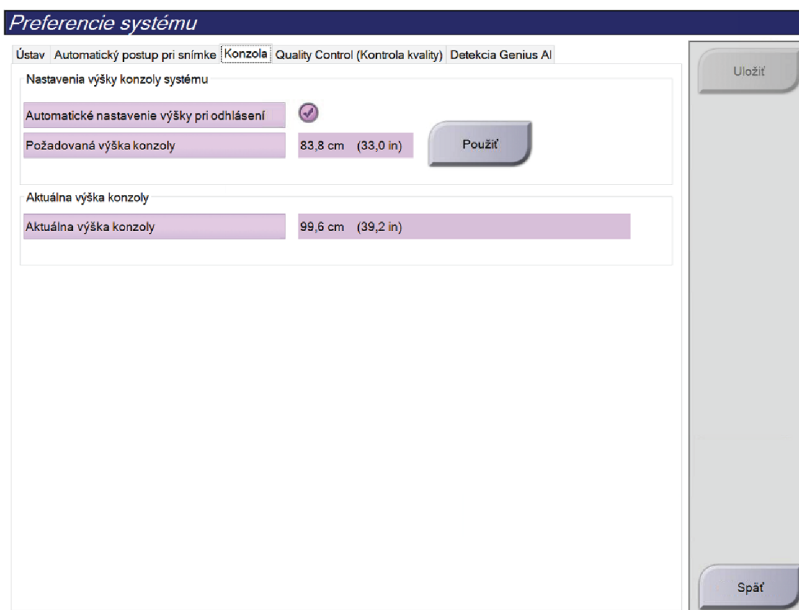 Preferencie systému
Ústav Automatický postup pri snímke Konzola Quality Control (Kontrola kvality) Detekcia Genius AI
Uložiť
Nastavenia výšky konzoly systému
Automatické nastavenie výšky pri odhlásení
Požadovaná výška konzoly 83,8 cm (33,0 in) Použiť
Aktuálna výška konzoly
Aktuálna výška konzoly 99,6 cm (39,2 in)
Späť